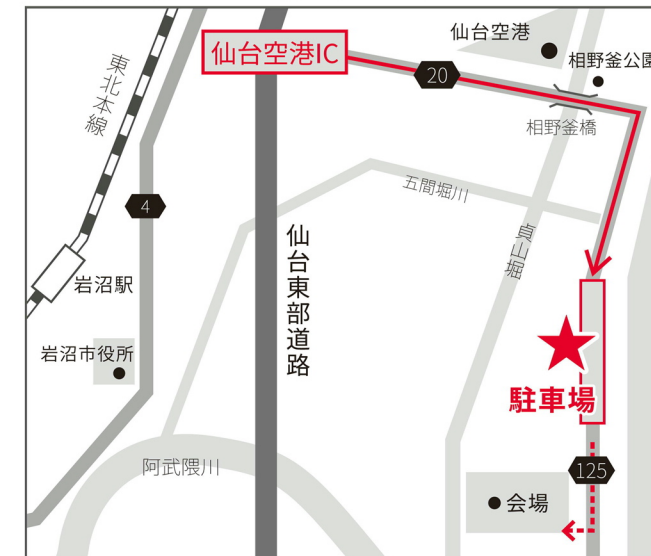 仙台空港
仙台空港IC
相野釜公園
東北本線
20
相野釜橋
五間堀川
4
貞山堀
仙台東部道路
岩沼駅
岩沼市役所
駐車場
阿武隈川
125
会場